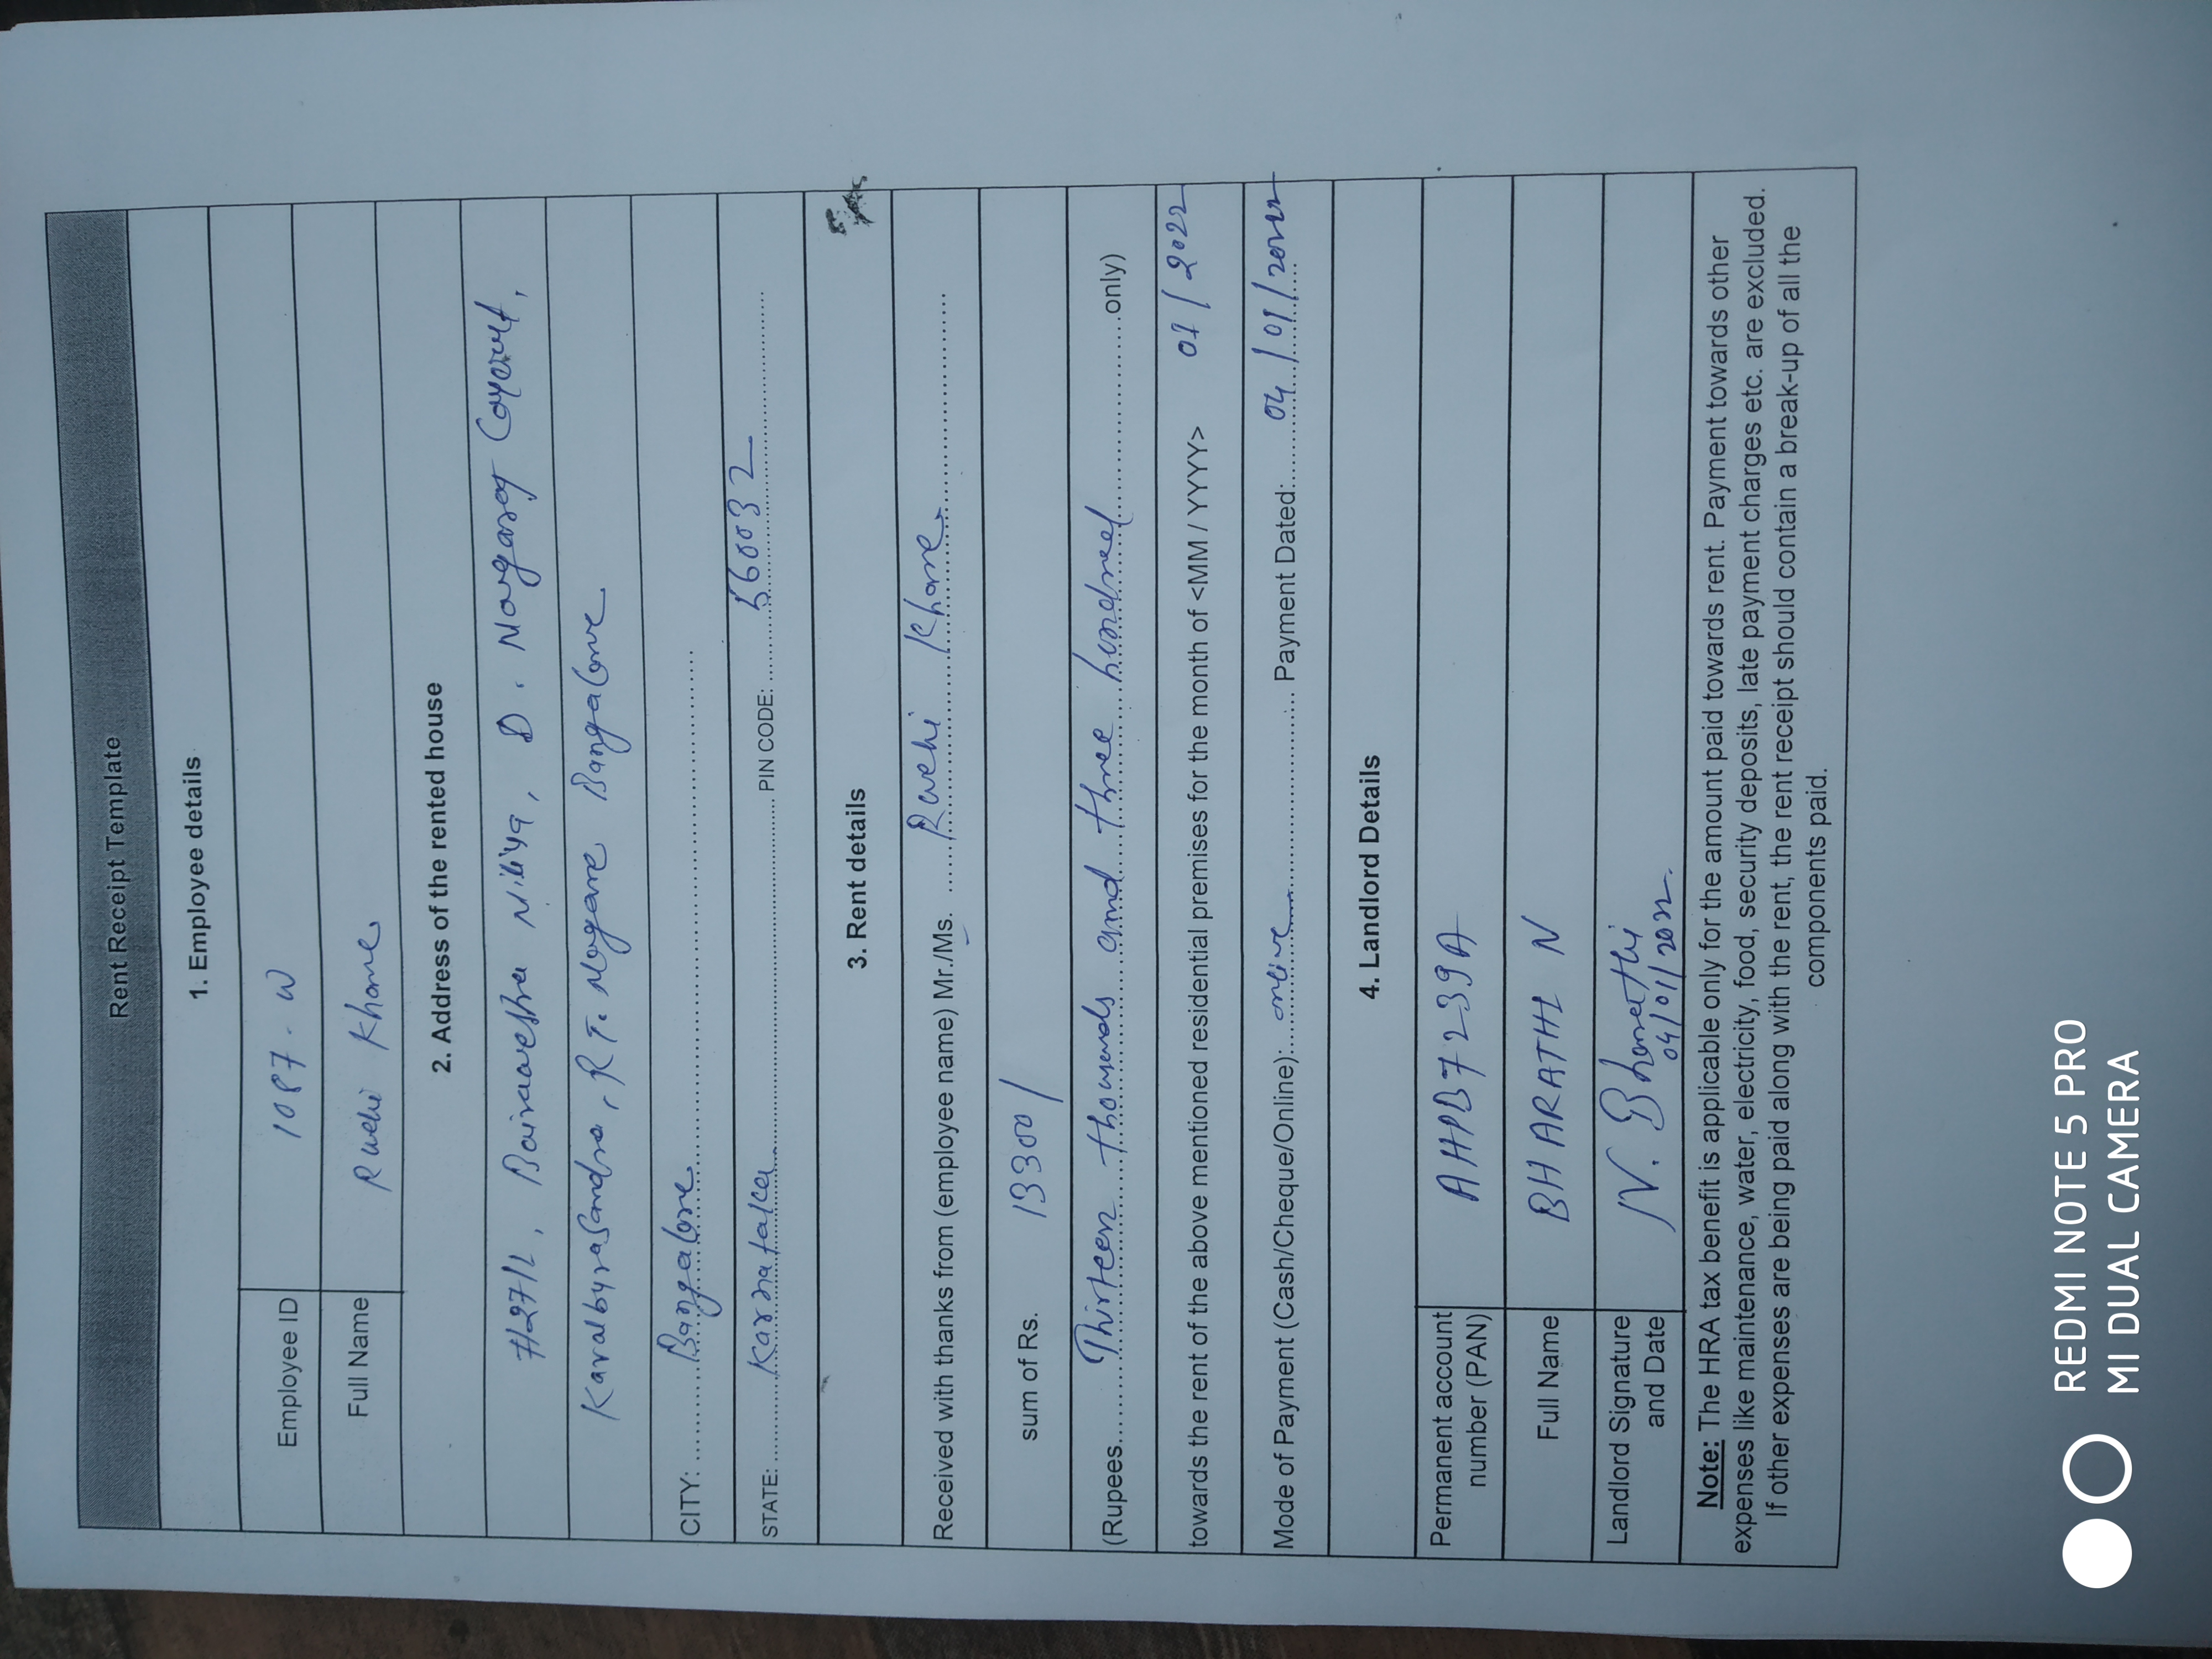 Rent Receipt Template
1. Employee details
Employee ID 1087-W
Full Name Ruchi Khare
2. Address of the rented house
#27/1, Niliya, D.
Karalbyrasandra, R T. Nagare Bangalore
CITY: .......... Bangalore ..........
STATE: .......... Karnataka .......... PIN CODE: .......... 560032 ..........
3. Rent details
Received with thanks from (employee name) Mr./Ms. ...... Ruchi Khare ..........
sum of Rs. 13300/
(Rupees........ Thirteen thousands and three hundred ..........only)
towards the rent of the above mentioned residential premises for the month of <MM / YYYY> 01/2022
Mode of Payment (Cash/Cheque/Online):.... online .......... Payment Dated:........ 04/01/2022
4. Landlord Details
Permanent account
number (PAN) AHPB7239A
Full Name BHARATHI N
Landlord Signature
and Date N. Bharathi
04/01/2022.
Note: The HRA tax benefit is applicable only for the amount paid towards rent. Payment towards other
expenses like maintenance, water, electricity, food, security deposits, late payment charges etc. are excluded.
If other expenses are being paid along with the rent, the rent receipt should contain a break-up of all the
components paid.
REDMI NOTE 5 PRO
MI DUAL CAMERA